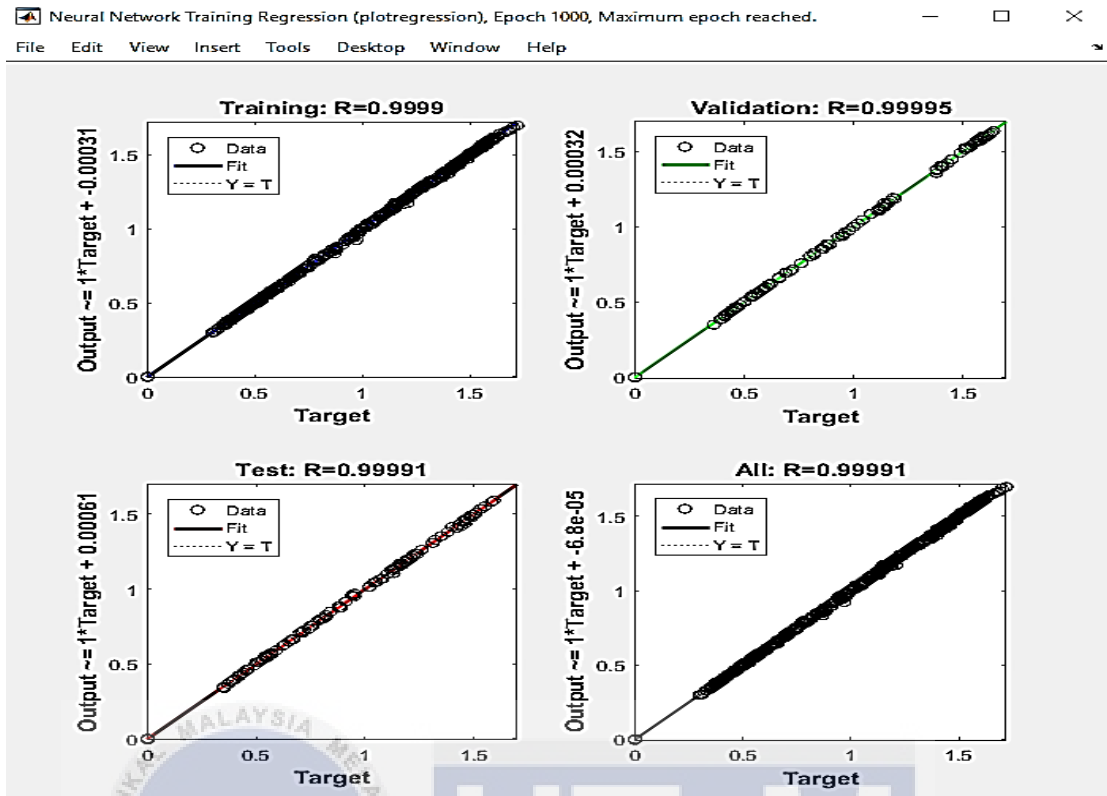 Neural Network Training Regression (plotregression), Epoch 1000, Maximum epoch reached.
File Edit View Insert Tools Desktop Window Help
Training: R=0.9999
Output ~= 1*Target + -0.00031
Data
Fit
Y = T
1.5
1
0.5
0
0 0.5 1 1.5
Target
Validation: R=0.99995
Output ~= 1*Target + 0.00032
Data
Fit
Y = T
1.5
1
0.5
0
0 0.5 1 1.5
Target
Test: R=0.99991
Output ~= 1*Target + 0.00061
Data
Fit
Y = T
1.5
1
0.5
0
0 0.5 1 1.5
Target
All: R=0.99991
Output ~= 1*Target + -6.8e-05
Data
Fit
Y = T
1.5
1
0.5
0
0 0.5 1 1.5
Target
MALAYSIA